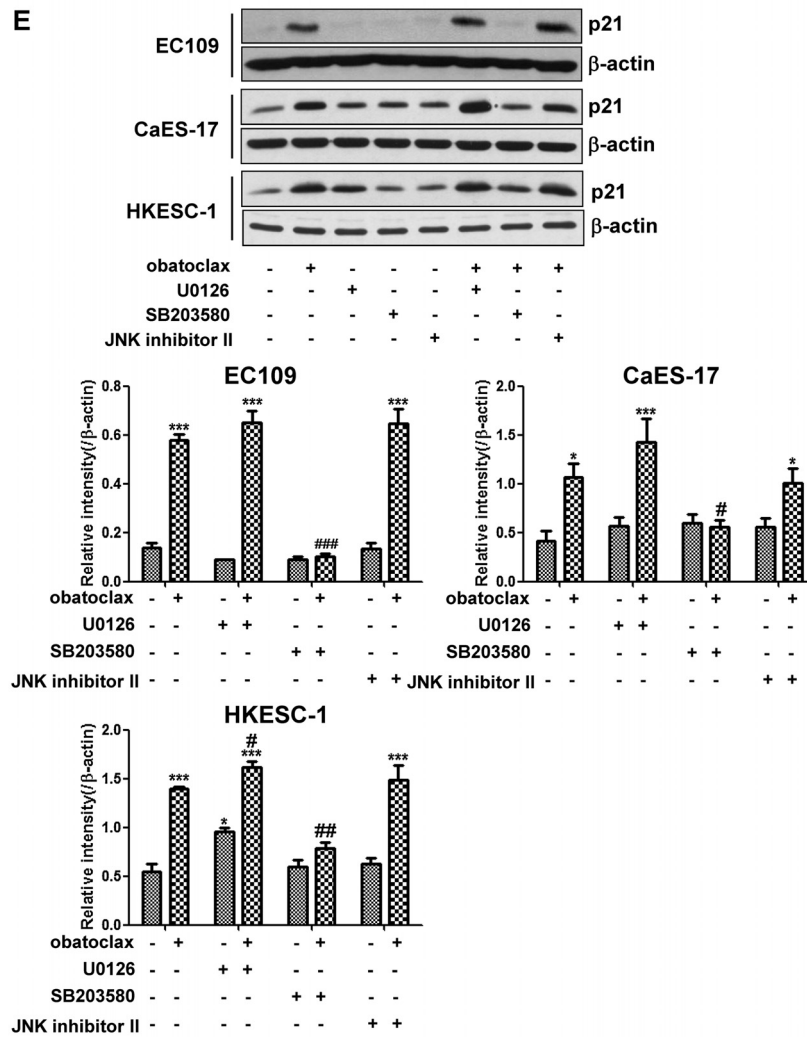 E
EC109
p21
β-actin
CaES-17
p21
β-actin
HKESC-1
p21
β-actin
obatoclax - + - - - + + +
U0126 - - + - - + - -
SB203580 - - - + - - + -
JNK inhibitor II - - - - + - - +
EC109
Relative intensity(/β-actin)
0.8
0.6
0.4
0.2
0.0
*** *** ### ***
obatoclax - + - + - + - +
U0126 - - + + - - - -
SB203580 - - - - + + - -
JNK inhibitor II - - - - - - + +
CaES-17
Relative intensity(/β-actin)
2.0
1.5
1.0
0.5
0.0
* *** # *
obatoclax - + - + - + - +
U0126 - - + + - - - -
SB203580 - - - - + + - -
JNK inhibitor II - - - - - - + +
HKESC-1
Relative intensity(/β-actin)
2.0
1.5
1.0
0.5
0.0
#
*** * *** ## ***
obatoclax - + - + - + - +
U0126 - - + + - - - -
SB203580 - - - - + + - -
JNK inhibitor II - - - - - - + +